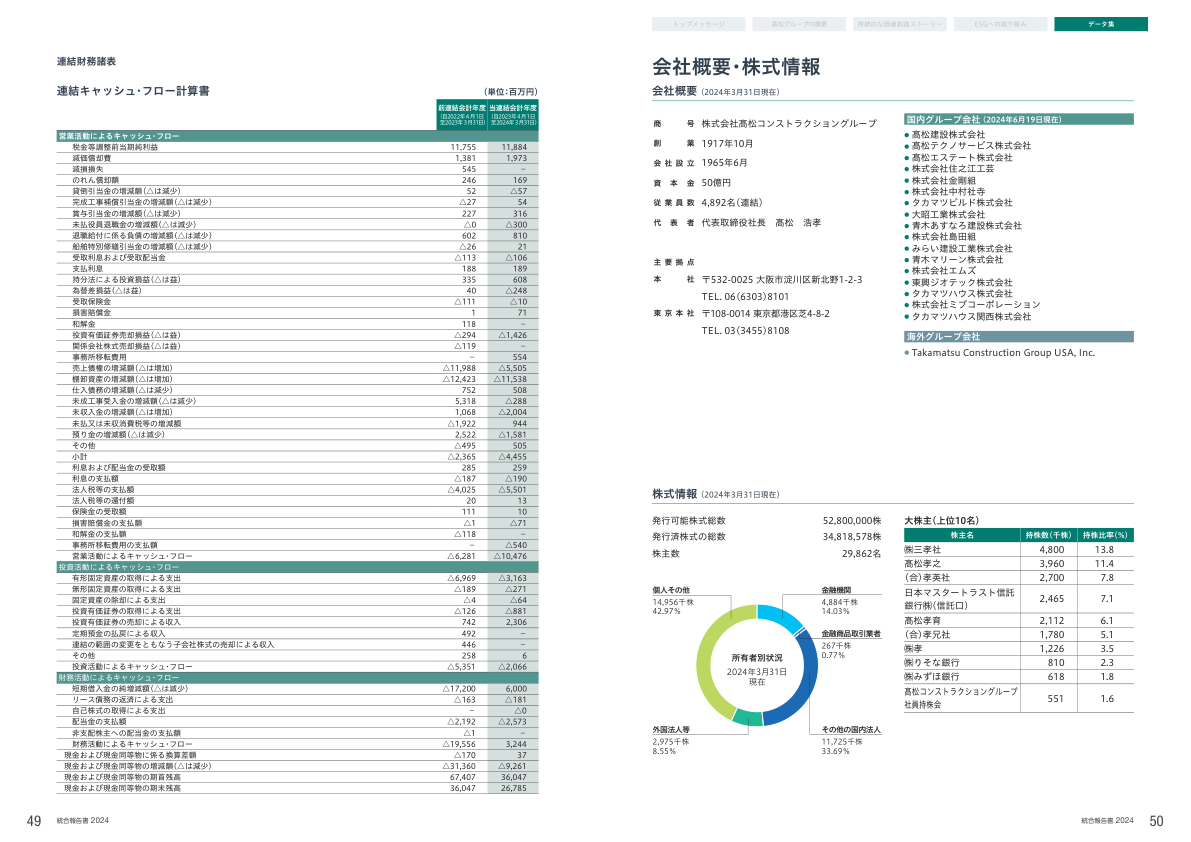 連結財務諸表
連結キャッシュ・フロー計算書
(単位:百万円)
前連結会計年度 当連結会計年度
(自2022年4月1日 (自2023年4月1日
至2023年3月31日) 至2024年3月31日)
営業活動によるキャッシュ・フロー
税金等調整前当期純利益 11,755 11,884
減価償却費 1,381 1,973
減損損失 545 −
のれん償却額 246 169
貸倒引当金の増減額(△は減少) 52 △57
完成工事補償引当金の増減額(△は減少) △27 54
賞与引当金の増減額(△は減少) 227 316
未払役員退職金の増減額(△は減少) △0 △300
退職給付に係る負債の増減額(△は減少) 602 810
船舶特別修繕引当金の増減額(△は減少) △26 21
受取利息および受取配当金 △113 △106
支払利息 188 189
持分法による投資損益(△は益) 335 608
為替差損益(△は益) 40 △248
受取保険金 △111 △10
損害賠償金 1 71
和解金 118 −
投資有価証券売却損益(△は益) △294 △1,426
関係会社株式売却損益(△は益) △119 −
事務所移転費用 − 554
売上債権の増減額(△は増加) △11,988 △5,505
棚卸資産の増減額(△は増加) △12,423 △11,538
仕入債務の増減額(△は減少) 752 508
未成工事受入金の増減額(△は減少) 5,318 △288
未収入金の増減額(△は増加) 1,068 △2,004
未払又は未収消費税等の増減額 △1,922 944
預り金の増減額(△は減少) 2,522 △1,581
その他 △495 505
小計 △2,365 △4,455
利息および配当金の受取額 285 259
利息の支払額 △187 △190
法人税等の支払額 △4,025 △5,501
法人税等の還付額 20 13
保険金の受取額 111 10
損害賠償金の支払額 △1 △71
和解金の支払額 △118 −
事務所移転費用の支払額 − △540
営業活動によるキャッシュ・フロー △6,281 △10,476
投資活動によるキャッシュ・フロー
有形固定資産の取得による支出 △6,969 △3,163
無形固定資産の取得による支出 △189 △271
固定資産の除却による支出 △4 △64
投資有価証券の取得による支出 △126 △881
投資有価証券の売却による収入 742 2,306
定期預金の払戻による収入 492 −
連結の範囲の変更をともなう子会社株式の売却による収入 446 −
その他 258 6
投資活動によるキャッシュ・フロー △5,351 △2,066
財務活動によるキャッシュ・フロー
短期借入金の純増減額(△は減少) △17,200 6,000
リース債務の返済による支出 △163 △181
自己株式の取得による支出 − △0
配当金の支払額 △2,192 △2,573
非支配株主への配当金の支払額 △1 −
財務活動によるキャッシュ・フロー △19,556 3,244
現金および現金同等物に係る換算差額 △170 37
現金および現金同等物の増減額(△は減少) △31,360 △9,261
現金および現金同等物の期首残高 67,407 36,047
現金および現金同等物の期末残高 36,047 26,785
49 統合報告書 2024
トップメッセージ 髙松グループの概要 持続的な価値創造ストーリー ESGへの取り組み データ集
会社概要・株式情報
会社概要 (2024年3月31日現在)
商号 株式会社髙松コンストラクショングループ
創業 1917年10月
会社設立 1965年6月
資本金 50億円
従業員数 4,892名(連結)
代表者 代表取締役社長 髙松 浩孝
主要拠点
本社 〒532-0025 大阪市淀川区新北野1-2-3
TEL. 06(6303)8101
東京本社 〒108-0014 東京都港区芝4-8-2
TEL. 03(3455)8108
国内グループ会社 (2024年6月19日現在)
● 髙松建設株式会社
● 髙松テクノサービス株式会社
● 髙松エステート株式会社
● 株式会社住之江工芸
● 株式会社金剛組
● 株式会社中村社寺
● タカマツビルド株式会社
● 大昭工業株式会社
● 青木あすなろ建設株式会社
● 株式会社島田組
● みらい建設工業株式会社
● 青木マリーン株式会社
● 株式会社エムズ
● 東興ジオテック株式会社
● タカマツハウス株式会社
● 株式会社ミブコーポレーション
● タカマツハウス関西株式会社
海外グループ会社
● Takamatsu Construction Group USA, Inc.
株式情報 (2024年3月31日現在)
発行可能株式総数 52,800,000株
発行済株式の総数 34,818,578株
株主数 29,862名
個人その他
14,956千株
42.97%
金融機関
4,884千株
14.03%
金融商品取引業者
267千株
0.77%
所有者別状況
2024年3月31日
現在
外国法人等
2,975千株
8.55%
その他の国内法人
11,725千株
33.69%
大株主(上位10名)
株主名 持株数(千株) 持株比率(%)
㈱三孝社 4,800 13.8
髙松孝之 3,960 11.4
(合)孝英社 2,700 7.8
日本マスタートラスト信託
銀行㈱(信託口) 2,465 7.1
髙松孝育 2,112 6.1
(合)孝兄社 1,780 5.1
㈱孝 1,226 3.5
㈱りそな銀行 810 2.3
㈱みずほ銀行 618 1.8
髙松コンストラクショングループ
社員持株会 551 1.6
統合報告書 2024 50